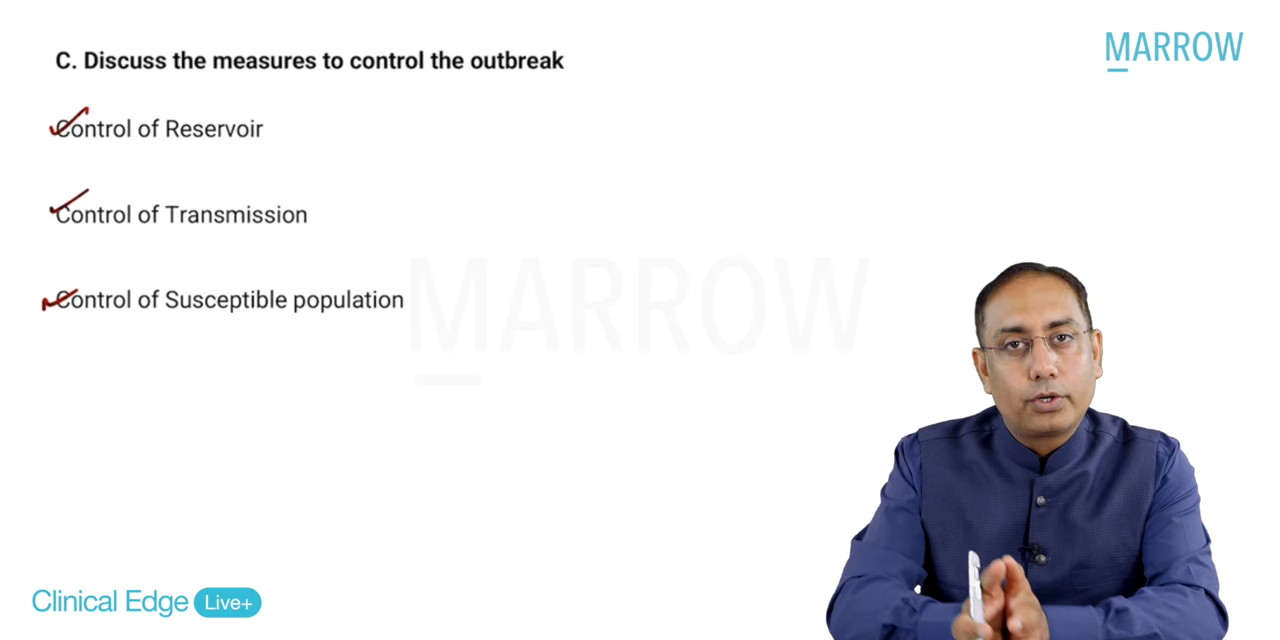 MARROW
C. Discuss the measures to control the outbreak
Control of Reservoir
Control of Transmission
Control of Susceptible population
MARROW
Clinical Edge Live+